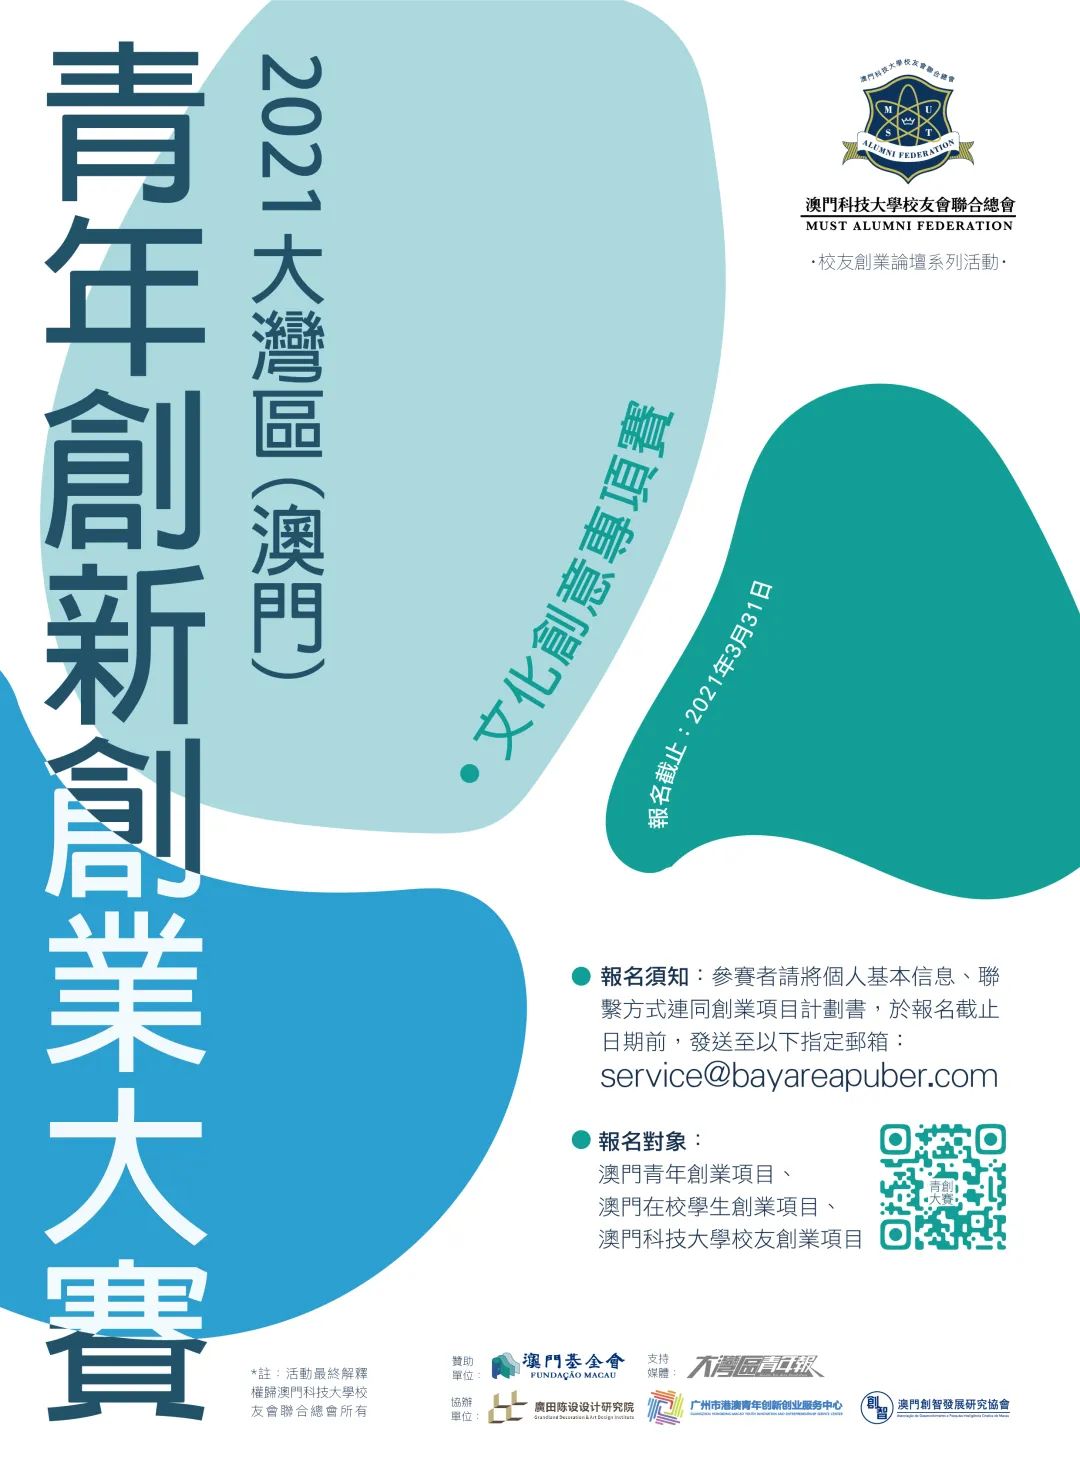 青年創新創業大賽
2021大灣區（澳門）
•文化創意專項賽
報名截止：2021年3月31日
澳門科技大學校友會聯合總會
M U
S T
ALUMNI FEDERATION
澳門科技大學校友會聯合總會
MUST ALUMNI FEDERATION
·校友創業論壇系列活動·
報名須知：參賽者請將個人基本信息、聯
繫方式連同創業項目計劃書，於報名截止
日期前，發送至以下指定郵箱：
service@bayareapuber.com
報名對象：
澳門青年創業項目、
澳門在校學生創業項目、
澳門科技大學校友創業項目
青創
大賽
*註：活動最終解釋
權歸澳門科技大學校
友會聯合總會所有
贊助
單位：
澳門基金會
FUNDAÇÃO MACAU
支持
媒體：
大灣區青年報
協辦
單位：
廣田陈设设计研究院
Grandland Decoration & Art Design Institute
广州市港澳青年创新创业服务中心
澳門創智發展研究協會
創智